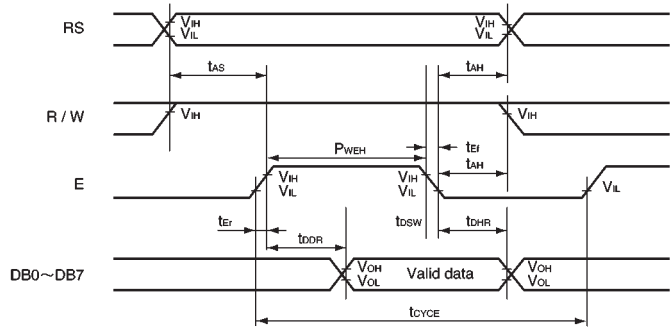 RS
VIH
VIL
VIH
VIL
tAS
tAH
R / W
VIH
VIH
PWEH
tEf
tAH
E
VIH
VIL
VIH
VIL
VIL
tEr
tDDR
tDSW
tDHR
DB0~DB7
VOH
VOL
Valid data
VOH
VOL
tCYCE